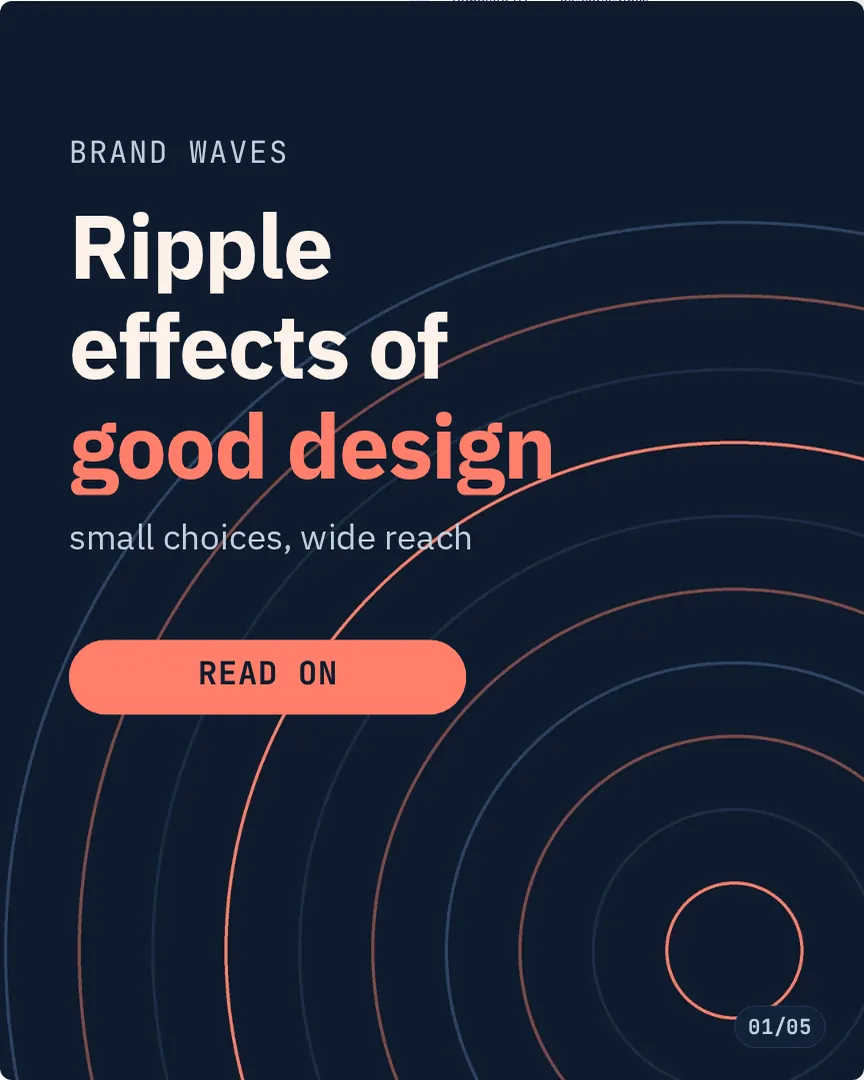 BRAND WAVES
Ripple
effects of
good design
small choices, wide reach
READ ON
01/05